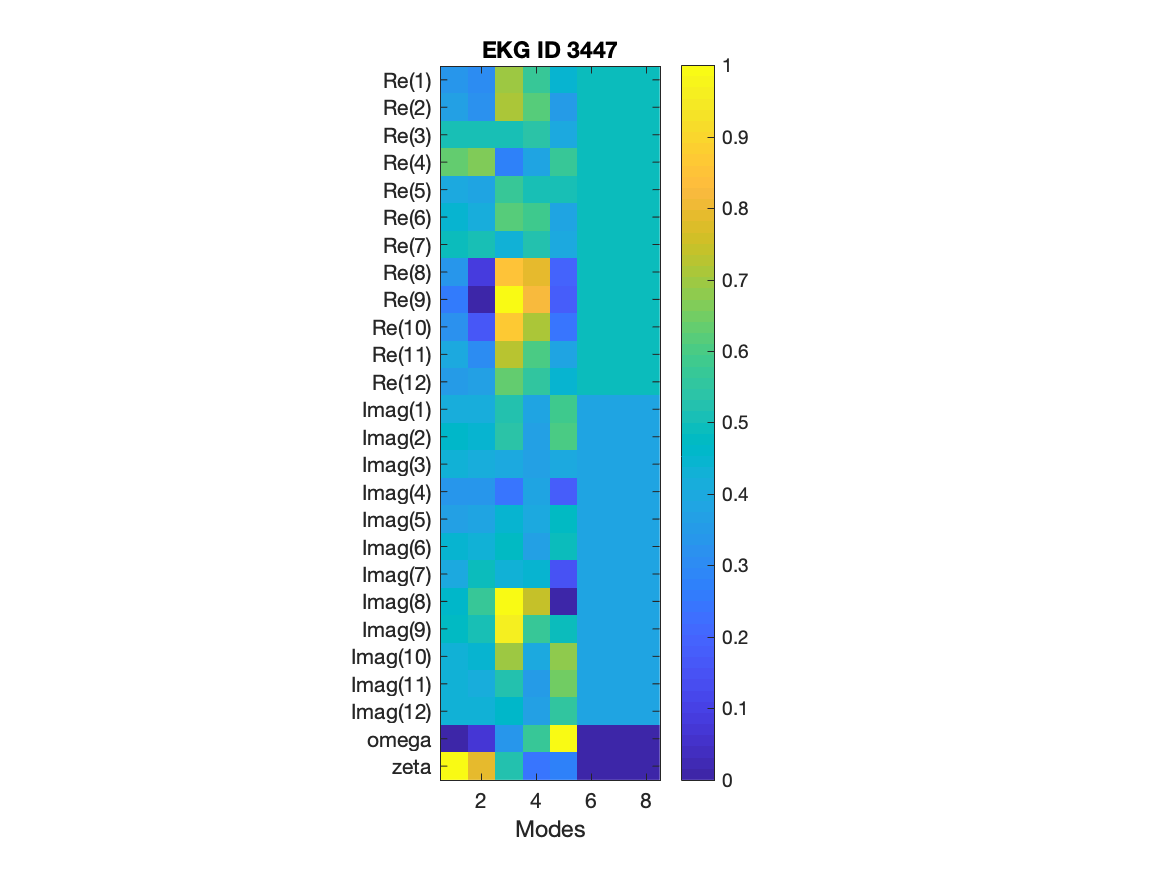 EKG ID 3447
Re(1)
Re(2)
Re(3)
Re(4)
Re(5)
Re(6)
Re(7)
Re(8)
Re(9)
Re(10)
Re(11)
Re(12)
Imag(1)
Imag(2)
Imag(3)
Imag(4)
Imag(5)
Imag(6)
Imag(7)
Imag(8)
Imag(9)
Imag(10)
Imag(11)
Imag(12)
omega
zeta
2 4 6 8
Modes
1
0.9
0.8
0.7
0.6
0.5
0.4
0.3
0.2
0.1
0